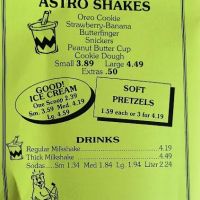 ASTRO SHAKES
Oreo Cookie
Strawberry-Banana
Butterfinger
Snickers
Peanut Butter Cup
Cookie Dough
Small 3.89 Large 4.49
Extras .50
GOOD!
ICE CREAM
One Scoop 1.99
Sm. 3.59 Med 4.19
Lg. 4.59
SOFT
PRETZELS
1.59 each or 3 for 4.19
DRINKS
Regular Milkshake 4.19
Thick Milkshake 4.49
Sodas Sm 1.34 Med 1.84 Lg. 1.94 Liter 2.24